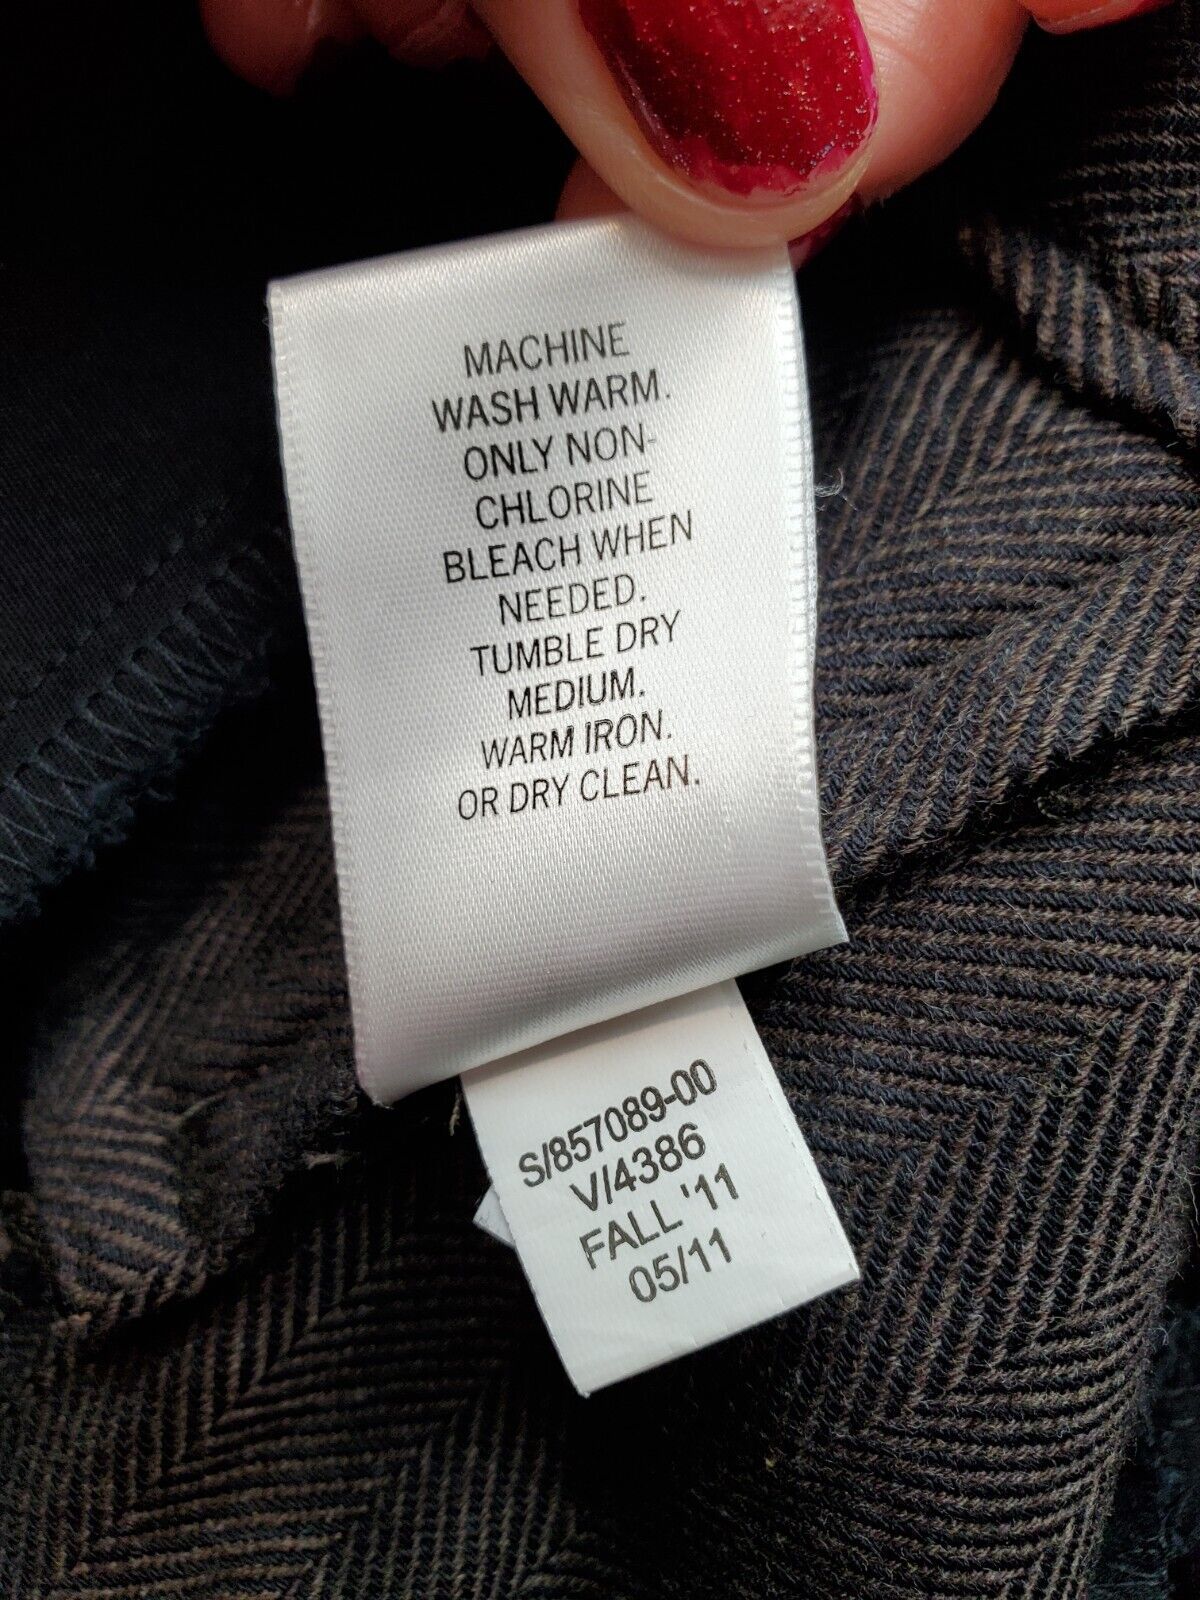 MACHINE
WASH WARM.
ONLY NON-
CHLORINE
BLEACH WHEN
NEEDED.
TUMBLE DRY
MEDIUM.
WARM IRON.
OR DRY CLEAN.
S/857089-00
V/4386
FALL '11
05/11